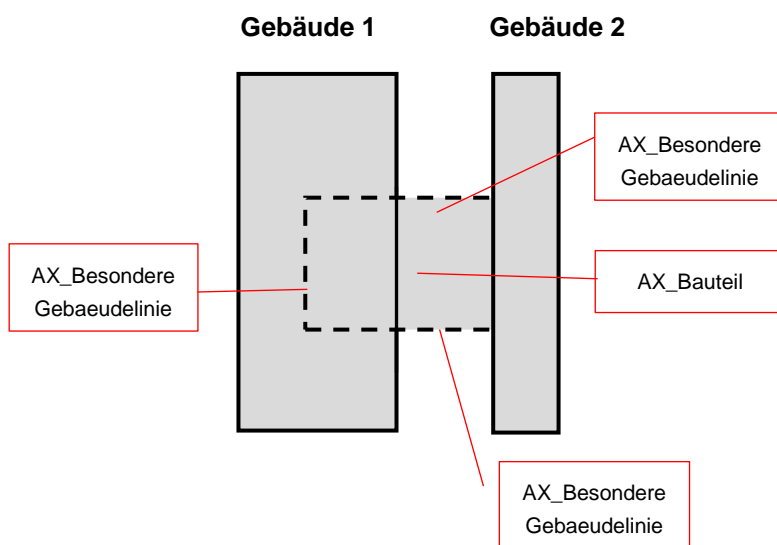 Gebäude 1
Gebäude 2
AX_Besondere
Gebaeudelinie
AX_Besondere
Gebaeudelinie
AX_Bauteil
AX_Besondere
Gebaeudelinie